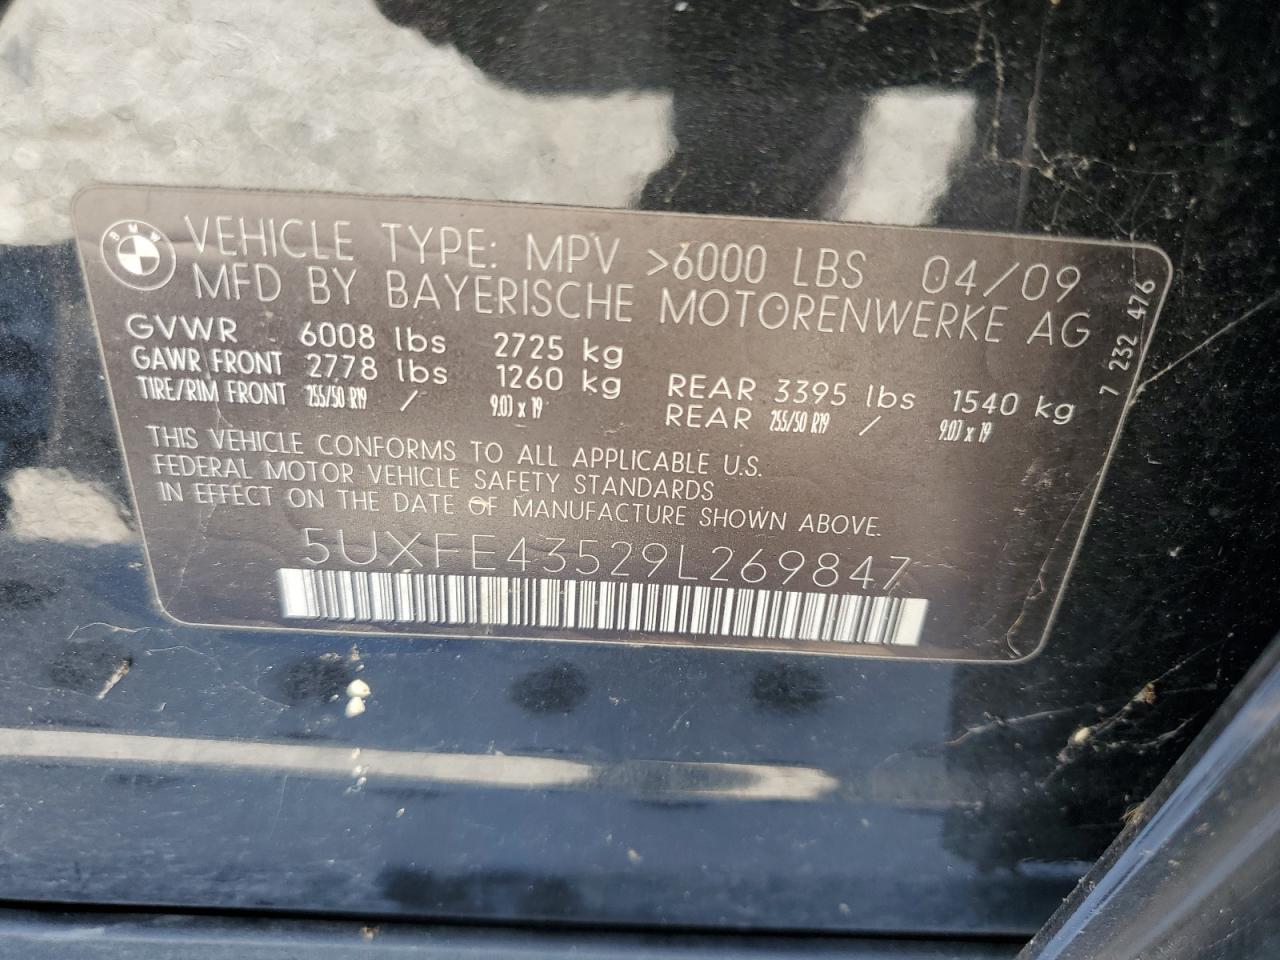 BMW
VEHICLE TYPE: MPV >6000 LBS 04/09
MFD BY BAYERISCHE MOTORENWERKE AG
GVWR 6008 lbs 2725 kg
GAWR FRONT 2778 lbs 1260 kg REAR 3395 lbs 1540 kg
TIRE/RIM FRONT 255/50 R19 / 9.0J x 19 REAR 255/50 R19 / 9.0J x 19
THIS VEHICLE CONFORMS TO ALL APPLICABLE U.S.
FEDERAL MOTOR VEHICLE SAFETY STANDARDS
IN EFFECT ON THE DATE OF MANUFACTURE SHOWN ABOVE.
5UXFE43529L269847
7 232 476